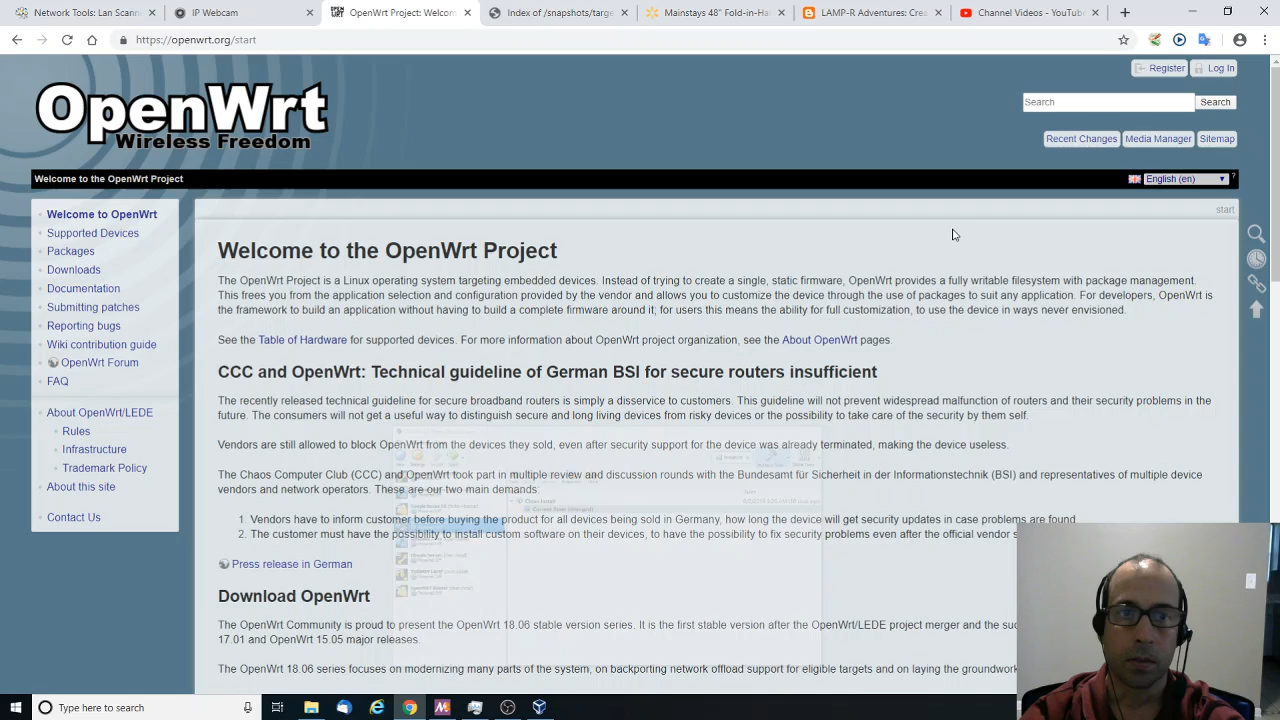 Network Tools: Lan Scann
IP Webcam
OpenWrt Project: Welcom
Index of /snapshots/targe
Mainstays 48" Fold-in-Ha
LAMP-R Adventures: Crea
Channel Videos - YouTube
https://openwrt.org/start
Register
Log In
OpenWrt
Wireless Freedom
Search
Search
Recent Changes
Media Manager
Sitemap
Welcome to the OpenWrt Project
English (en)
?
Welcome to OpenWrt
Supported Devices
Packages
Downloads
Documentation
Submitting patches
Reporting bugs
Wiki contribution guide
OpenWrt Forum
FAQ
About OpenWrt/LEDE
Rules
Infrastructure
Trademark Policy
About this site
Contact Us
start
Welcome to the OpenWrt Project
The OpenWrt Project is a Linux operating system targeting embedded devices. Instead of trying to create a single, static firmware, OpenWrt provides a fully writable filesystem with package management.
This frees you from the application selection and configuration provided by the vendor and allows you to customize the device through the use of packages to suit any application. For developers, OpenWrt is
the framework to build an application without having to build a complete firmware around it; for users this means the ability for full customization, to use the device in ways never envisioned.
See the Table of Hardware for supported devices. For more information about OpenWrt project organization, see the About OpenWrt pages.
CCC and OpenWrt: Technical guideline of German BSI for secure routers insufficient
The recently released technical guideline for secure broadband routers is simply a disservice to customers. This guideline will not prevent widespread malfunction of routers and their security problems in the
future. The consumers will not get a useful way to distinguish secure and long living devices from risky devices or the possibility to take care of the security by them self.
Vendors are still allowed to block OpenWrt from the devices they sold, even after security support for the device was already terminated, making the device useless.
The Chaos Computer Club (CCC) and OpenWrt took part in multiple review and discussion rounds with the Bundesamt für Sicherheit in der Informationstechnik (BSI) and representatives of multiple device
vendors and network operators. These are our two main demands:
1. Vendors have to inform customer before buying the product for all devices being sold in Germany, how long the device will get security updates in case problems are found.
2. The customer must have the possibility to install custom software on their devices, to have the possibility to fix security problems even after the official vendor s
Press release in German
Download OpenWrt
The OpenWrt Community is proud to present the OpenWrt 18.06 stable version series. It is the first stable version after the OpenWrt/LEDE project merger and the suc
17.01 and OpenWrt 15.05 major releases.
The OpenWrt 18.06 series focuses on modernizing many parts of the system, on backporting network offload support for eligible targets and on laying the groundwork
Type here to search